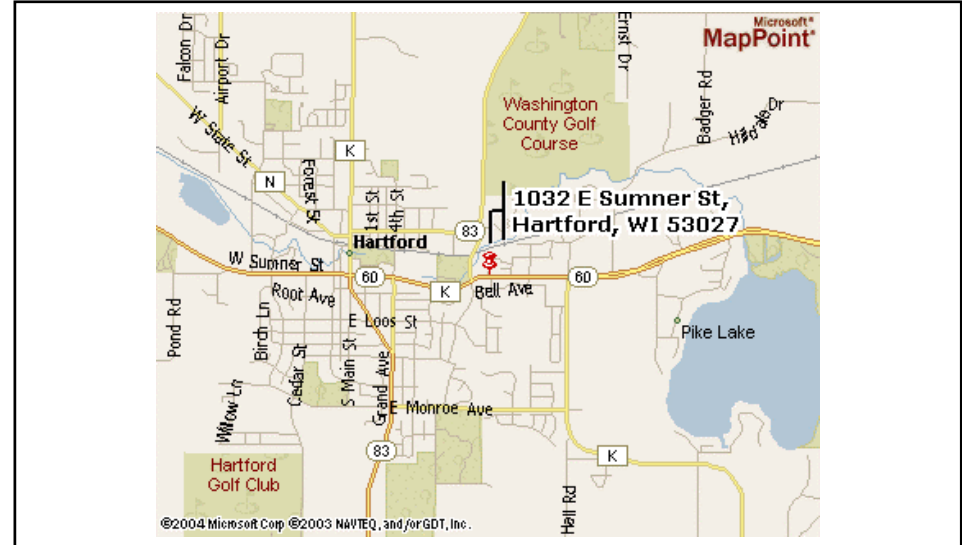 Microsoft®
MapPoint®
Falcon Dr
Airport Dr
Ernst Dr
Badger Rd
Hilldale Dr
Washington
County Golf
Course
W State St
K
N
Forest St
1st St
4th St
83
1032 E Sumner St,
Hartford, WI 53027
Hartford
W Sumner St
60
K
60
Bell Ave
Root Ave
Pond Rd
Birch Ln
E Loos St
Pike Lake
Cedar St
S Main St
Grand Ave
Willow Ln
E Monroe Ave
83
K
Hartford
Golf Club
Hall Rd
©2004 Microsoft Corp ©2003 NAVTEQ, and/or GDT, Inc.